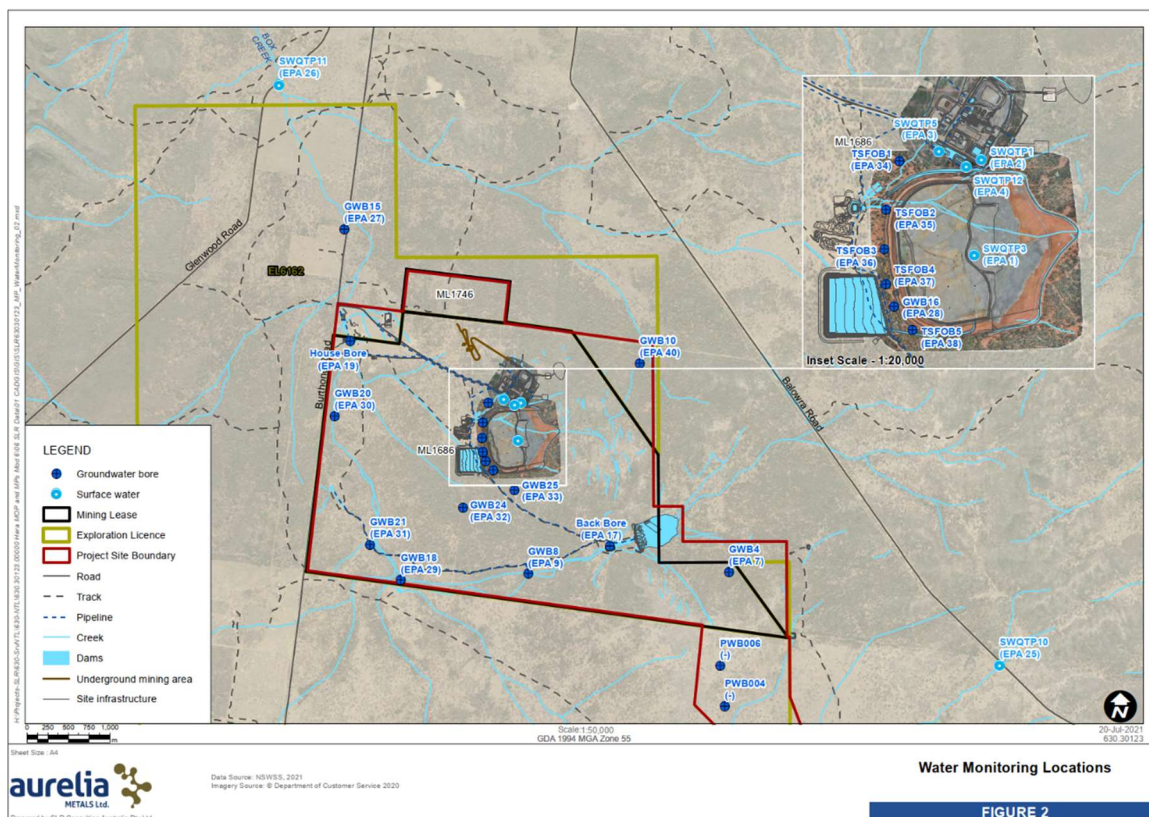 BOX CREEK
SWQTP11
(EPA 26)
GWB15
(EPA 27)
Glenwood Road
EL6162
ML1746
House Bore
(EPA 19)
GWB10
(EPA 40)
GWB20
(EPA 30)
ML1686
GWB25
(EPA 33)
GWB24
(EPA 32)
GWB21
(EPA 31)
GWB18
(EPA 29)
GWB8
(EPA 9)
Back Bore
(EPA 17)
GWB4
(EPA 7)
PWB006
(-)
PWB004
(-)
SWQTP10
(EPA 25)
Balowra Road
SWQTP5
(EPA 3)
ML1686
TSFOB1
(EPA 34)
SWQTP1
(EPA 2)
SWQTP12
(EPA 4)
TSFOB2
(EPA 35)
TSFOB3
(EPA 36)
SWQTP3
(EPA 1)
TSFOB4
(EPA 37)
GWB16
(EPA 28)
TSFOB5
(EPA 38)
Inset Scale - 1:20,000
LEGEND
Groundwater bore
Surface water
Mining Lease
Exploration Licence
Project Site Boundary
Road
Track
Pipeline
Creek
Dams
Underground mining area
Site infrastructure
0 250 500 750 1,000
m
Scale:1:50,000
GDA 1994 MGA Zone 55
N
20-Jul-2021
630.30123
Sheet Size : A4
aurelia
METALS Ltd.
Data Source: NSWSS, 2021
Imagery Source: © Department of Customer Service 2020
Water Monitoring Locations
FIGURE 2